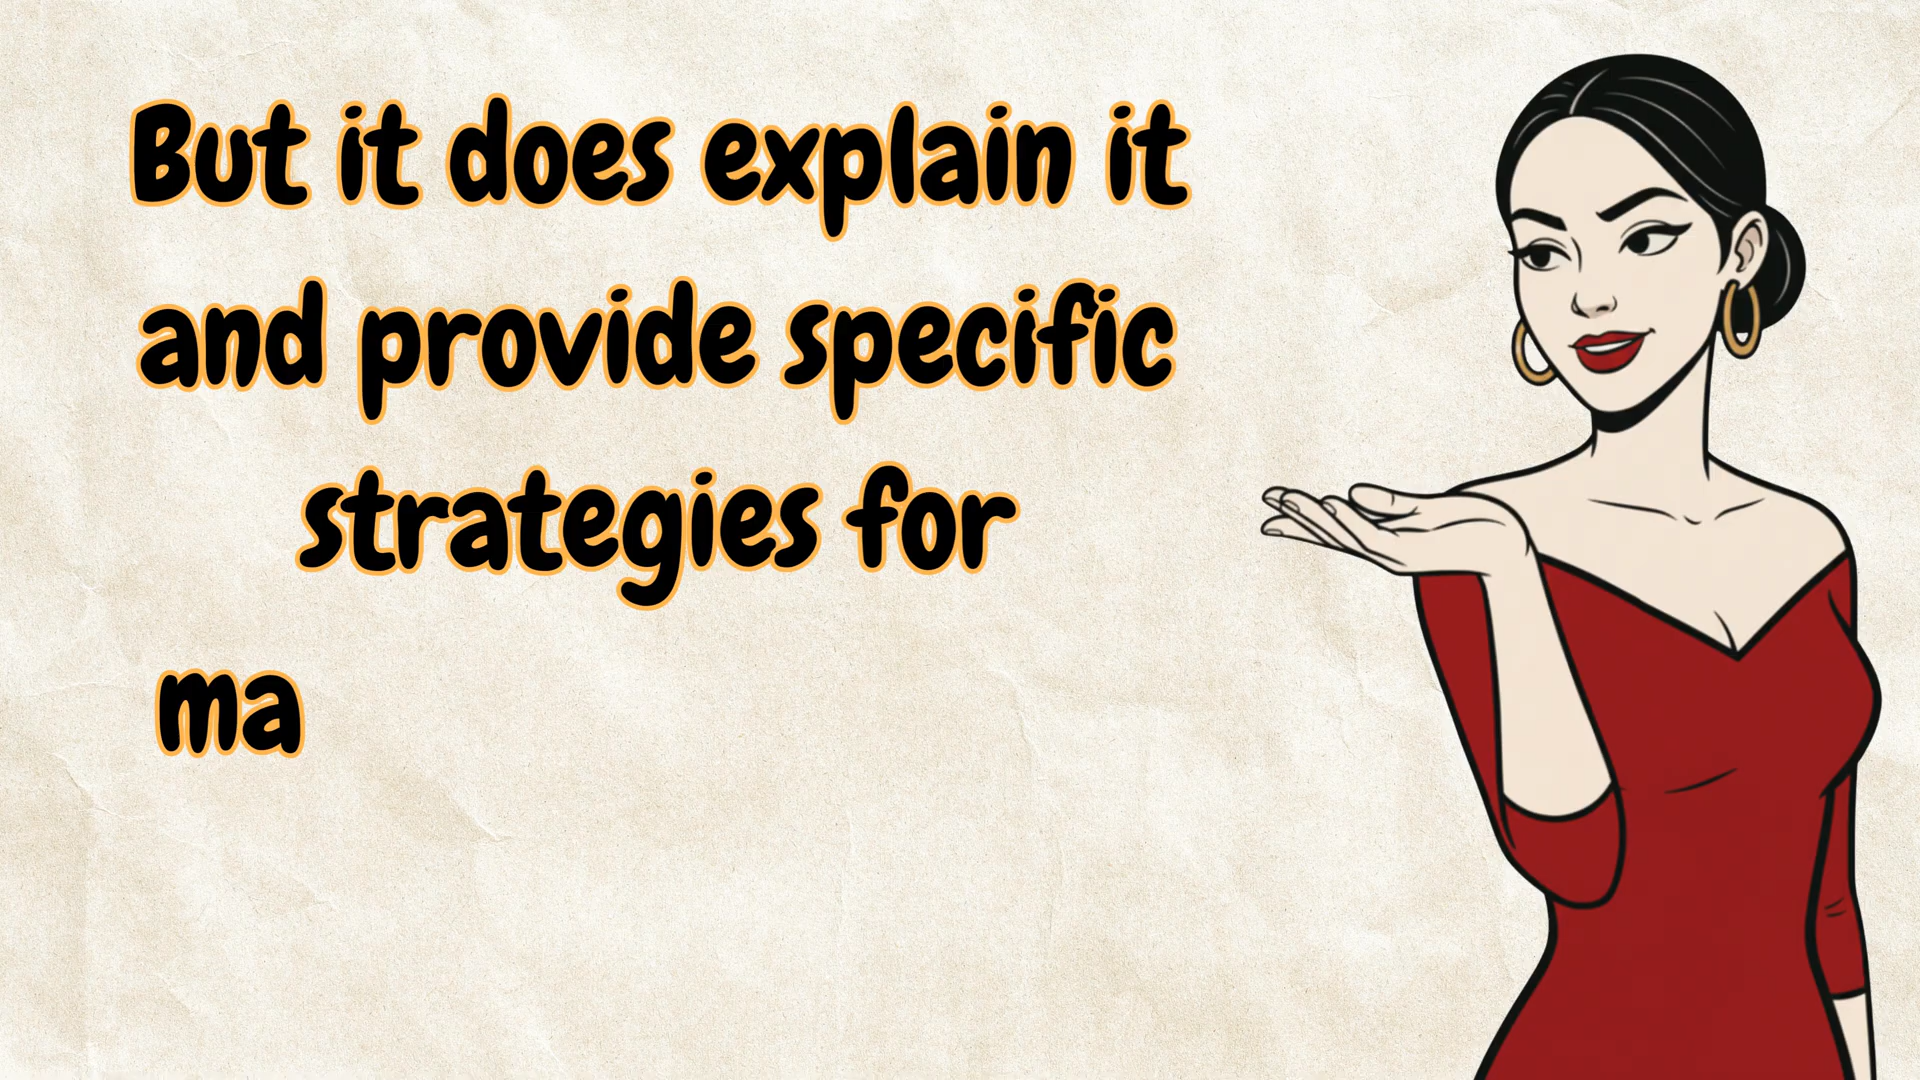 But it does explain it
and provide specific
strategies for
ma